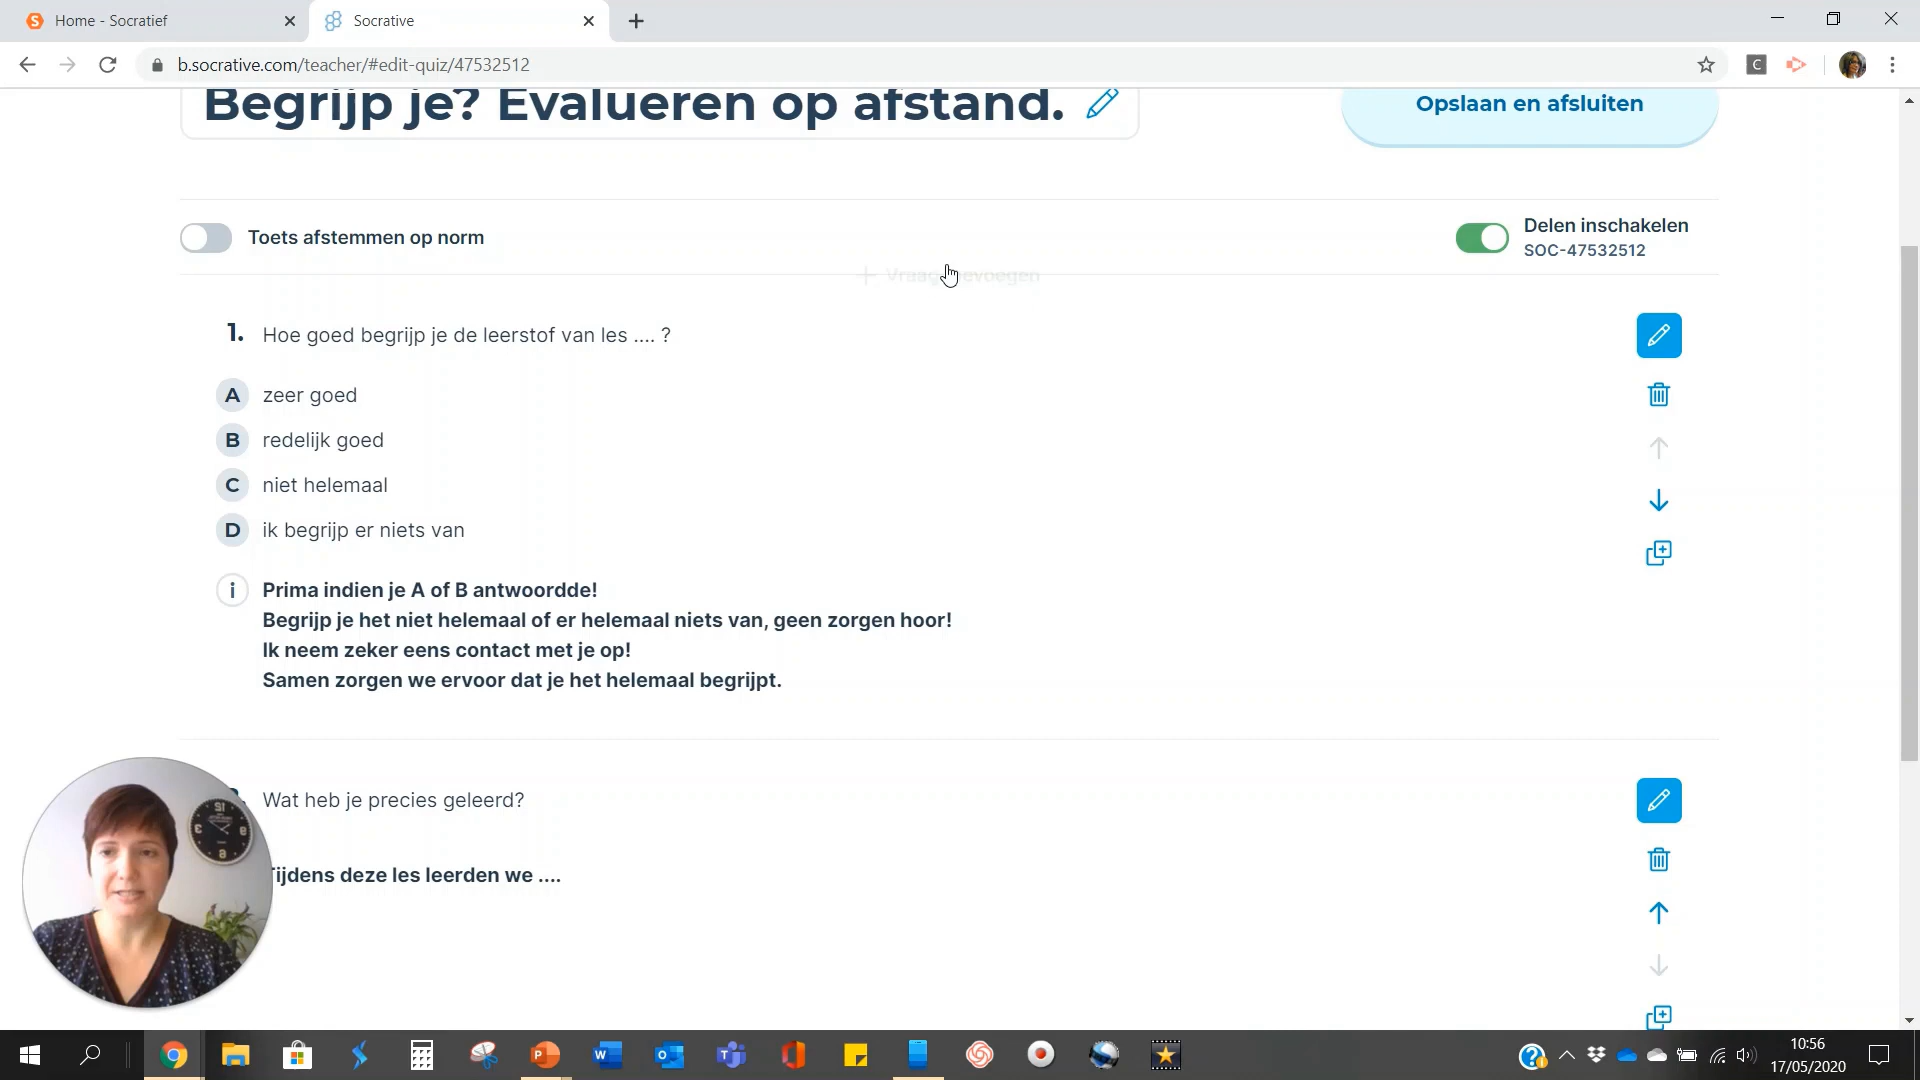 Home - Socratief
Socrative
b.socrative.com/teacher/#edit-quiz/47532512
Begrijp je? Evalueren op afstand.
Opslaan en afsluiten
Toets afstemmen op norm
Delen inschakelen
SOC-47532512
1. Hoe goed begrijp je de leerstof van les .... ?
A zeer goed
B redelijk goed
C niet helemaal
D ik begrijp er niets van
i Prima indien je A of B antwoordde!
Begrijp je het niet helemaal of er helemaal niets van, geen zorgen hoor!
Ik neem zeker eens contact met je op!
Samen zorgen we ervoor dat je het helemaal begrijpt.
Wat heb je precies geleerd?
Tijdens deze les leerden we ....
10:56
17/05/2020